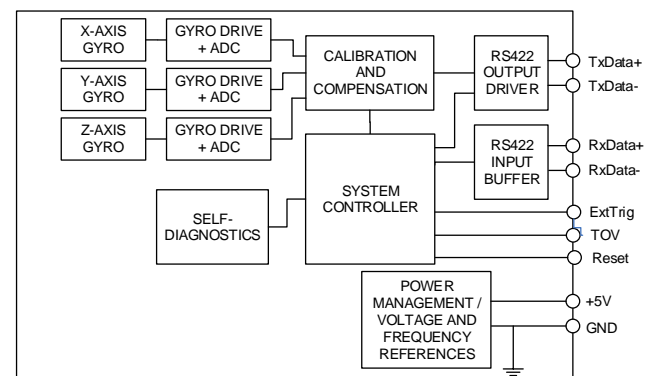 X-AXIS
GYRO
GYRO DRIVE
+ ADC
Y-AXIS
GYRO
GYRO DRIVE
+ ADC
Z-AXIS
GYRO
GYRO DRIVE
+ ADC
CALIBRATION
AND
COMPENSATION
RS422
OUTPUT
DRIVER
TxData+
TxData-
RS422
INPUT
BUFFER
RxData+
RxData-
SYSTEM
CONTROLLER
SELF-
DIAGNOSTICS
ExtTrig
TOV
Reset
POWER
MANAGEMENT /
VOLTAGE AND
FREQUENCY
REFERENCES
+5V
GND